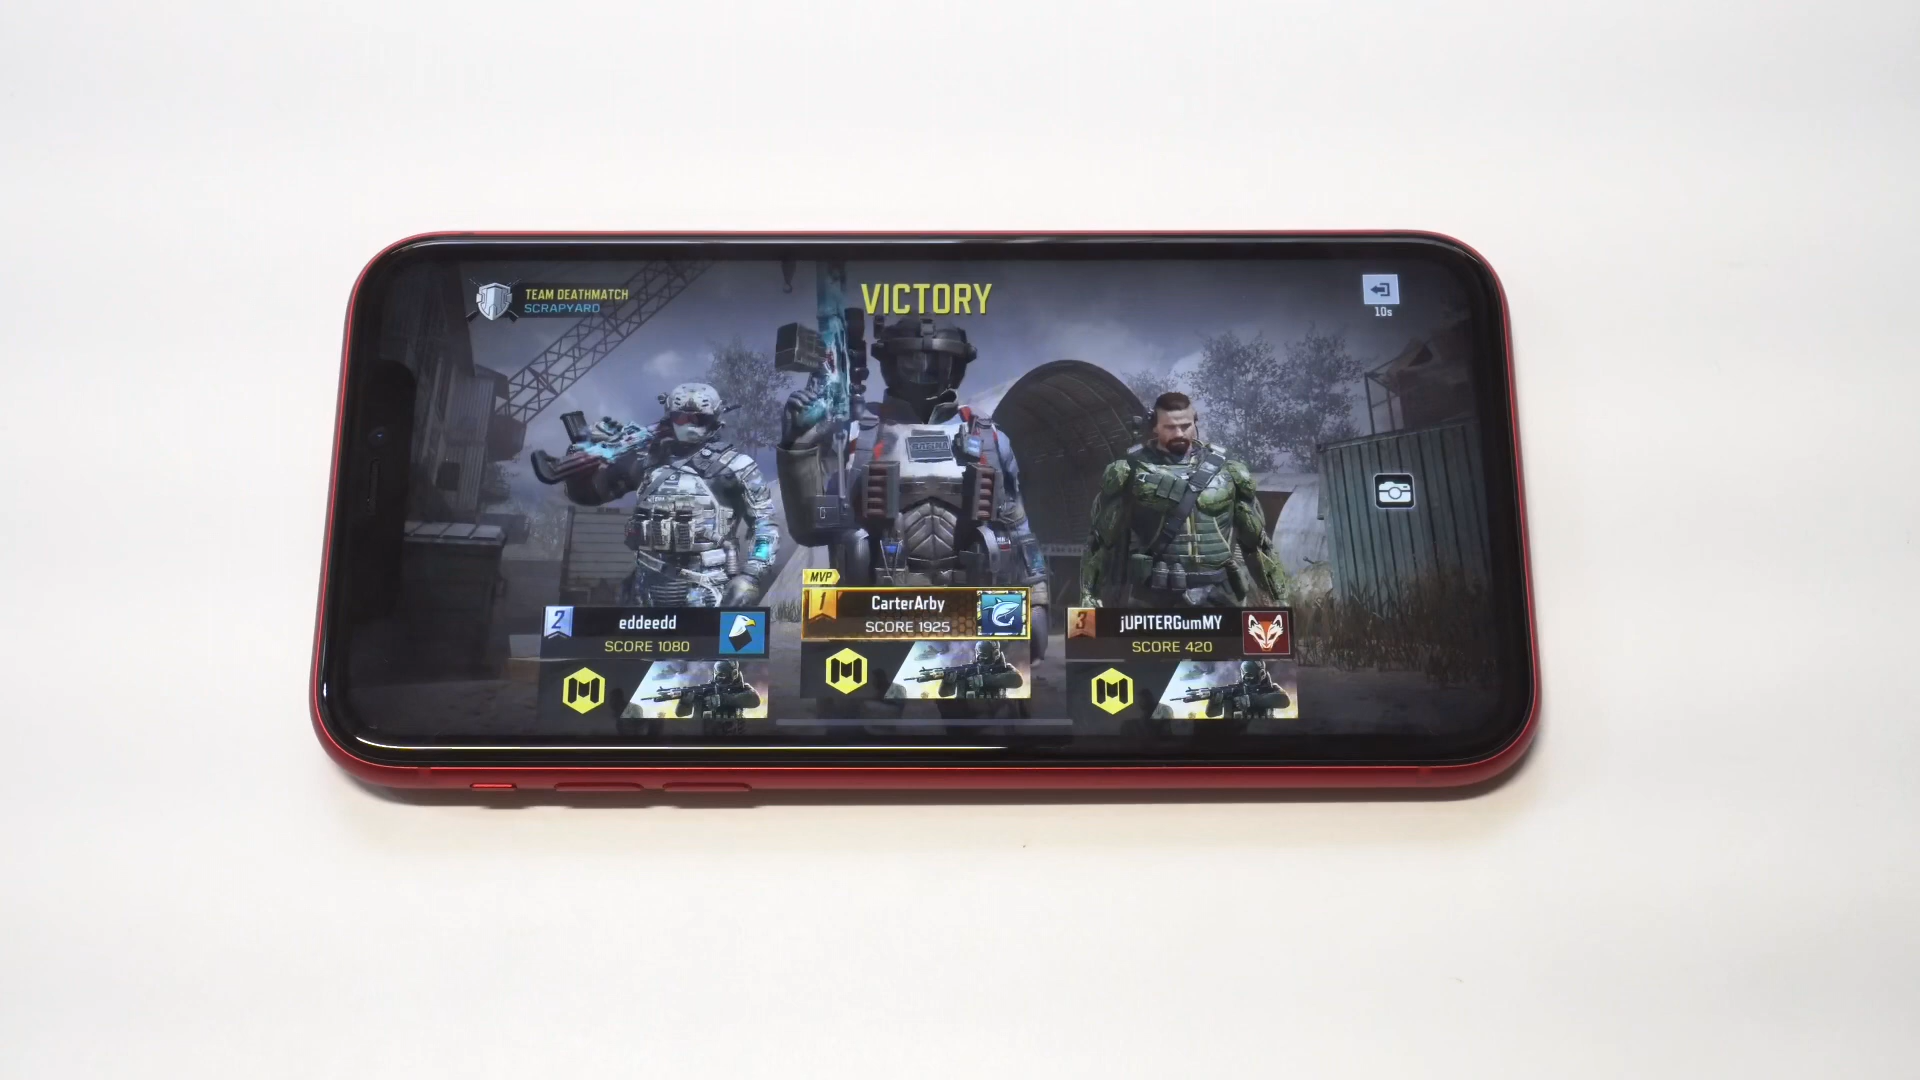 TEAM DEATHMATCH
SCRAPYARD
VICTORY
10s
MVP
1
CarterArby
SCORE 1925
2
eddeedd
SCORE 1080
3
jUPITERGumMY
SCORE 420